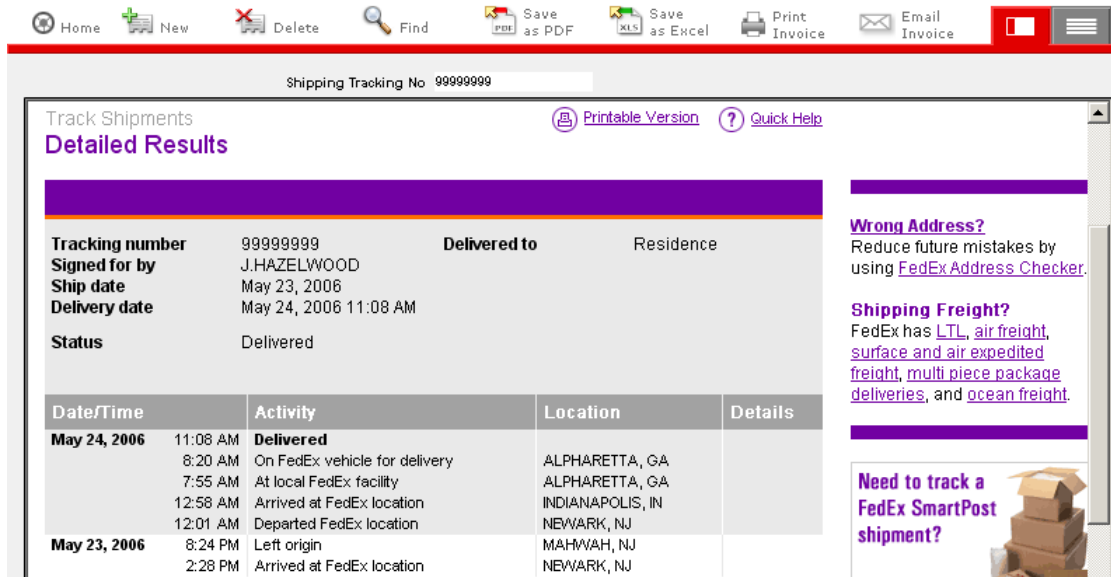 Home New Delete Find Save as PDF Save as Excel Print Invoice Email Invoice
PDF XLS
Shipping Tracking No 99999999
Track Shipments
Printable Version ? Quick Help
Detailed Results
Tracking number 99999999 Delivered to Residence
Signed for by J.HAZELWOOD
Ship date May 23, 2006
Delivery date May 24, 2006 11:08 AM
Status Delivered
Date/Time Activity Location Details
May 24, 2006 11:08 AM Delivered
8:20 AM On FedEx vehicle for delivery ALPHARETTA, GA
7:55 AM At local FedEx facility ALPHARETTA, GA
12:58 AM Arrived at FedEx location INDIANAPOLIS, IN
12:01 AM Departed FedEx location NEWARK, NJ
May 23, 2006 8:24 PM Left origin MAHWAH, NJ
2:28 PM Arrived at FedEx location NEWARK, NJ
Wrong Address?
Reduce future mistakes by
using FedEx Address Checker.
Shipping Freight?
FedEx has LTL, air freight,
surface and air expedited
freight, multi piece package
deliveries, and ocean freight.
Need to track a
FedEx SmartPost
shipment?